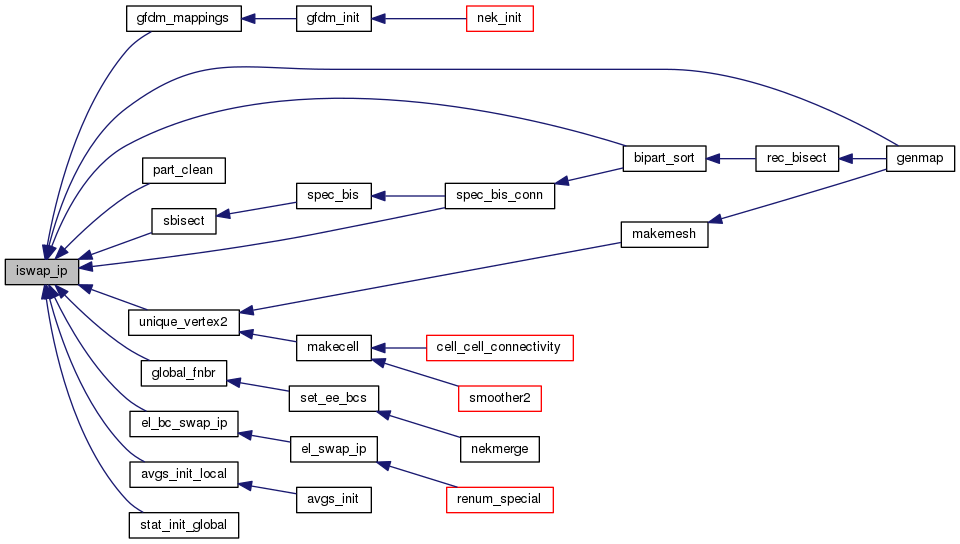 gfdm_mappings
gfdm_init
nek_init
part_clean
bipart_sort
rec_bisect
genmap
spec_bis
spec_bis_conn
sbisect
makemesh
iswap_ip
unique_vertex2
makecell
cell_cell_connectivity
global_fnbr
set_ee_bcs
smoother2
el_bc_swap_ip
el_swap_ip
nekmerge
avgs_init_local
avgs_init
renum_special
stat_init_global